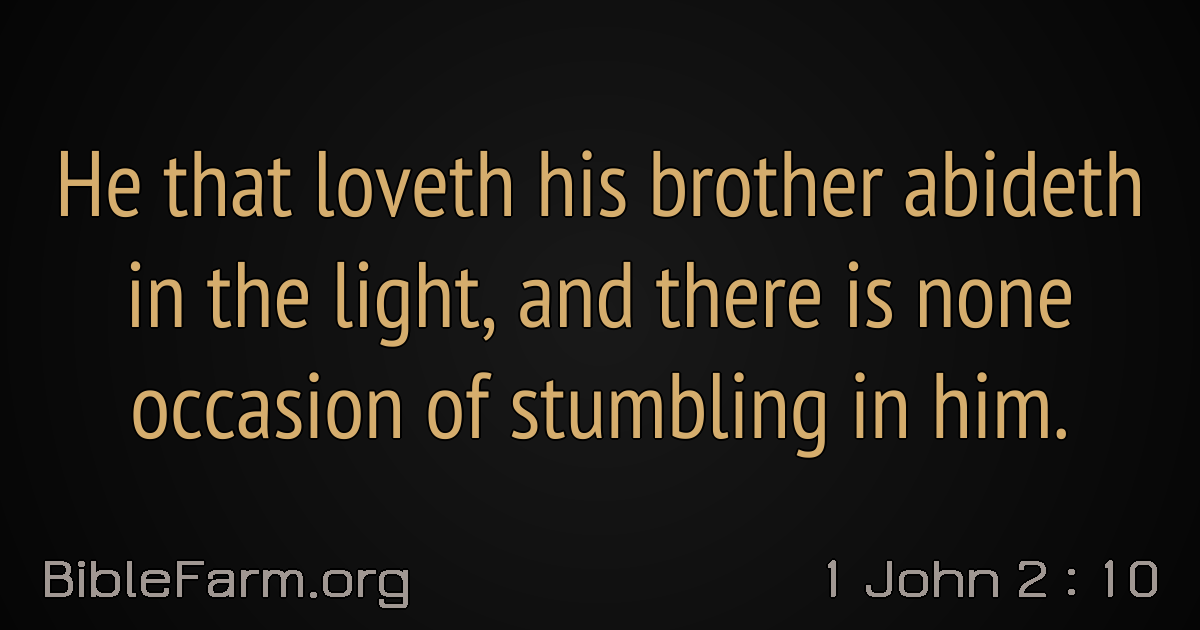 He that loveth his brother abideth
in the light, and there is none
occasion of stumbling in him.
BibleFarm.org
1 John 2 : 10